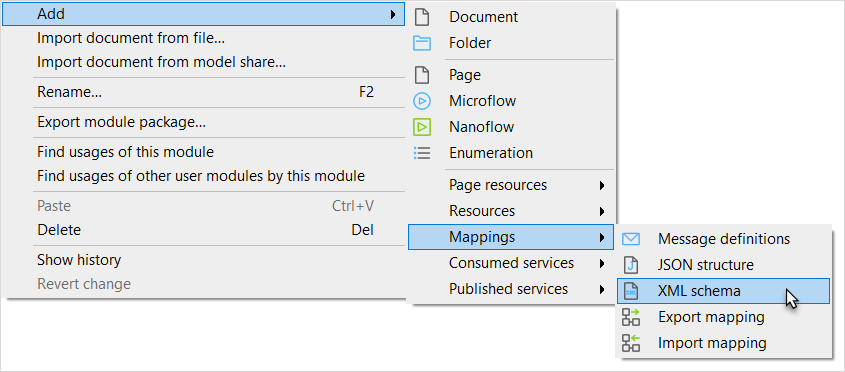 Add
Import document from file...
Import document from model share...
Rename... F2
Export module package...
Find usages of this module
Find usages of other user modules by this module
Paste Ctrl+V
Delete Del
Show history
Revert change
Document
Folder
Page
Microflow
Nanoflow
Enumeration
Page resources
Resources
Mappings
Consumed services
Published services
Message definitions
JSON structure
XML schema
Export mapping
Import mapping